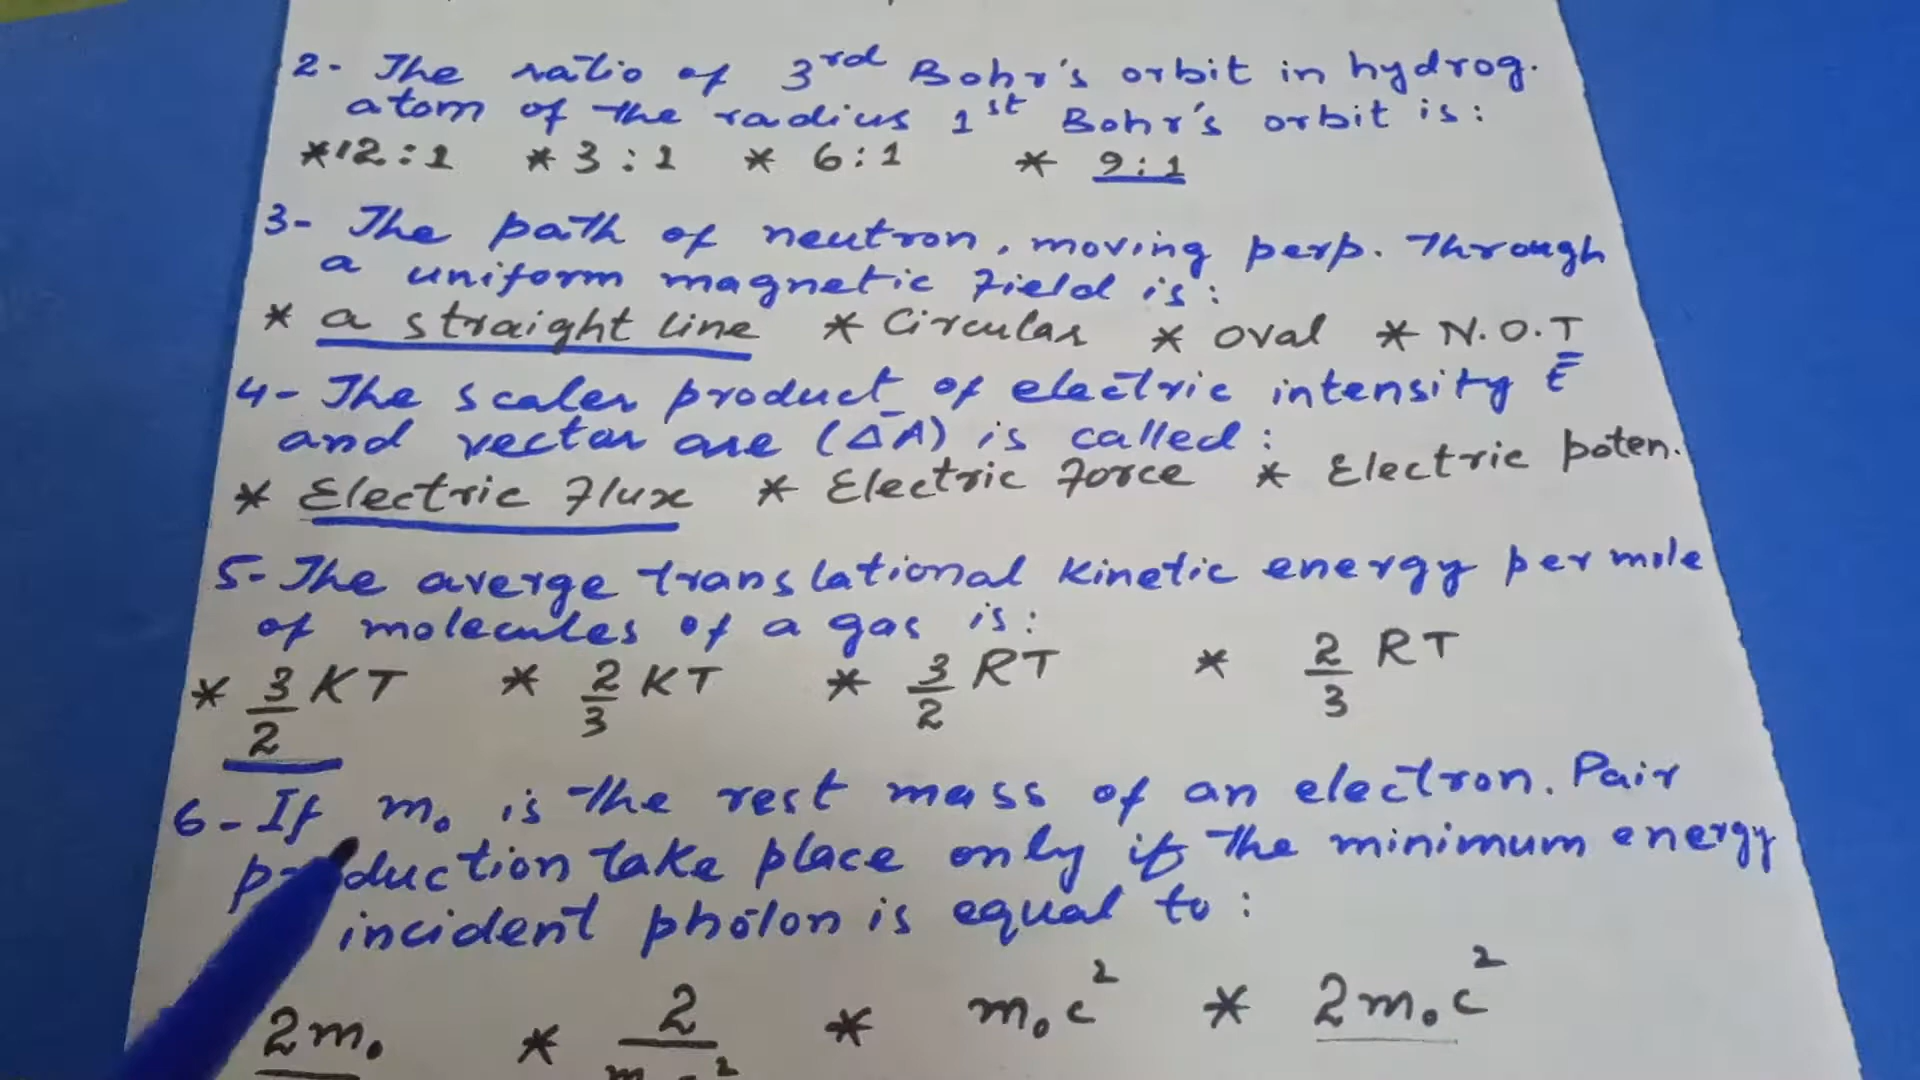 2- The ratio of 3rd Bohr's orbit in hydrog.
atom of the radius 1st Bohr's orbit is:
*12:1 *3:1 * 6:1 * 9:1
3- The path of neutron, moving perp. Through
a uniform magnetic field is:
* a straight line * Circular * oval * N.O.T
4- The scaler product of electric intensity Ē
and vector are (ΔĀ) is called:
* Electric Flux * Electric Force * Electric poten.
5- The averge translational kinetic energy per mole
of molecules of a gas is:
* 3/2 KT * 2/3 KT * 3/2 RT * 2/3 RT
6- If m₀ is the rest mass of an electron. Pair
production take place only if the minimum energy
incident photon is equal to:
2m₀ * 2/ * m₀c² * 2m₀c²